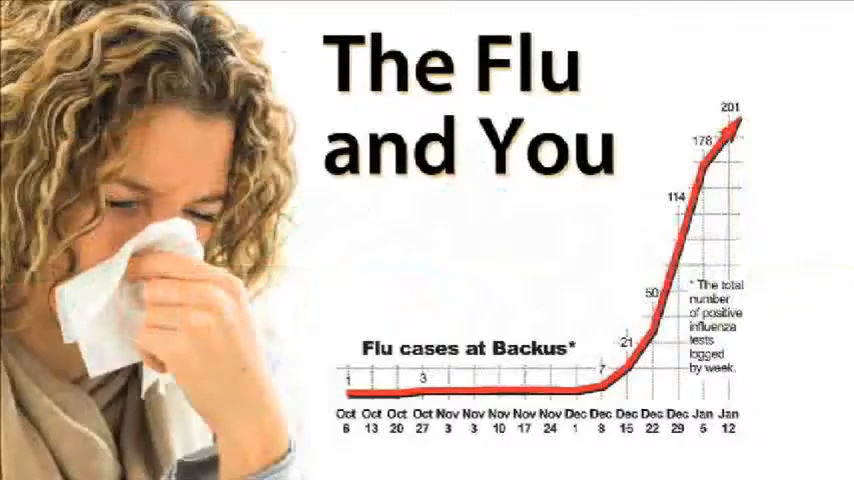 The Flu
and You
201
178
114
50
21
7
3
1
* The total
number
of positive
influenza
tests
logged
by week.
Flu cases at Backus*
Oct Oct Oct Oct Nov Nov Nov Nov Nov Dec Dec Dec Dec Dec Jan Jan
6 13 20 27 3 3 10 17 24 1 8 15 22 29 5 12